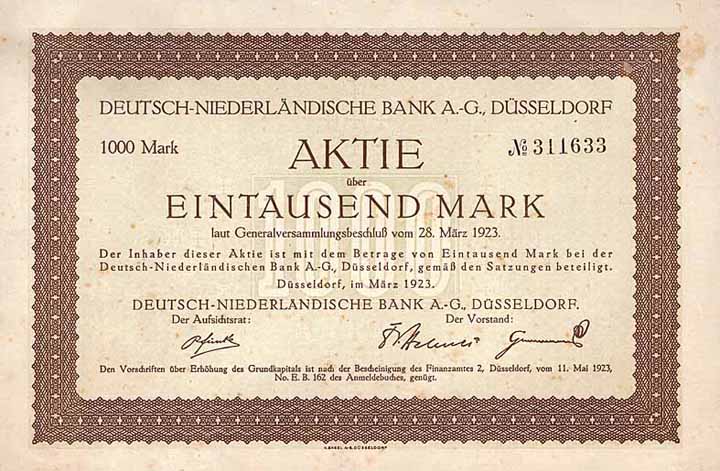 DEUTSCH-NIEDERLÄNDISCHE BANK A.-G., DÜSSELDORF
1000 Mark
AKTIE
№ 311633
über
1000
EINTAUSEND MARK
laut Generalversammlungsbeschluß vom 28. März 1923.
Der Inhaber dieser Aktie ist mit dem Betrage von Eintausend Mark bei der
Deutsch-Niederländischen Bank A.-G., Düsseldorf, gemäß den Satzungen beteiligt.
Düsseldorf, im März 1923.
DEUTSCH-NIEDERLÄNDISCHE BANK A.-G., DÜSSELDORF.
Der Aufsichtsrat:
Der Vorstand:
Den Vorschriften über Erhöhung des Grundkapitals ist nach der Bescheinigung des Finanzamtes 2, Düsseldorf, vom 11. Mai 1923,
No. E. B. 162 des Anmeldebuches, genügt.